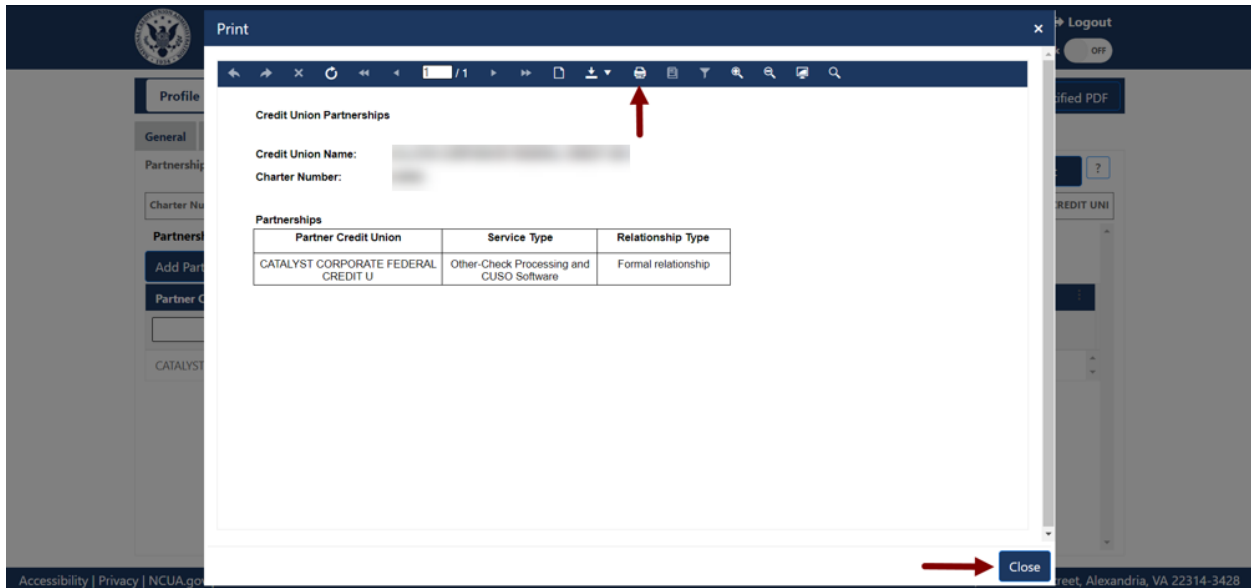 Print
×
Logout
OFF
1 / 1
Profile
ified PDF
Credit Union Partnerships
General
Credit Union Name:
Partnership
?
Charter Number:
Charter Nu
REDIT UNI
Partnerships
Partners
Partner Credit Union Service Type Relationship Type
Add Part
CATALYST CORPORATE FEDERAL CREDIT U
Other-Check Processing and CUSO Software
Formal relationship
Partner C
CATALYST
Close
Accessibility | Privacy | NCUA.go
reet, Alexandria, VA 22314-3428